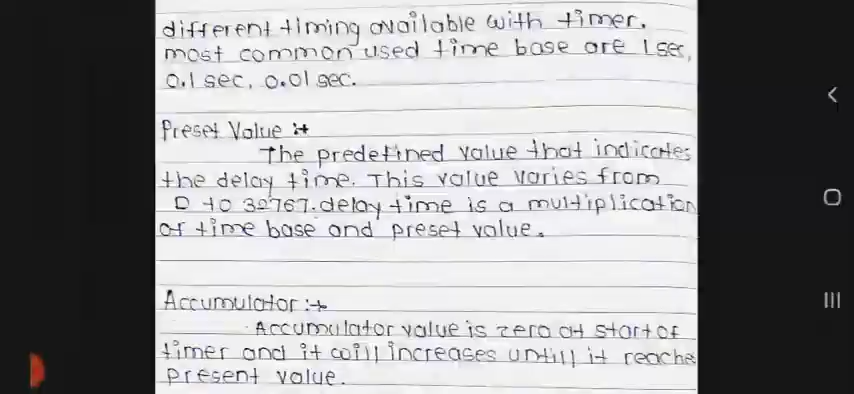 different timing available with timer.
most common used time base are 1 sec,
0.1 sec, 0.01 sec.
Preset Value :→
The predefined value that indicates
the delay time. This value varies from
0 to 32767. delay time is a multiplication
of time base and preset value.
Accumulator :→
Accumulator value is zero at start of
timer and it will increases untill it reache
present value.